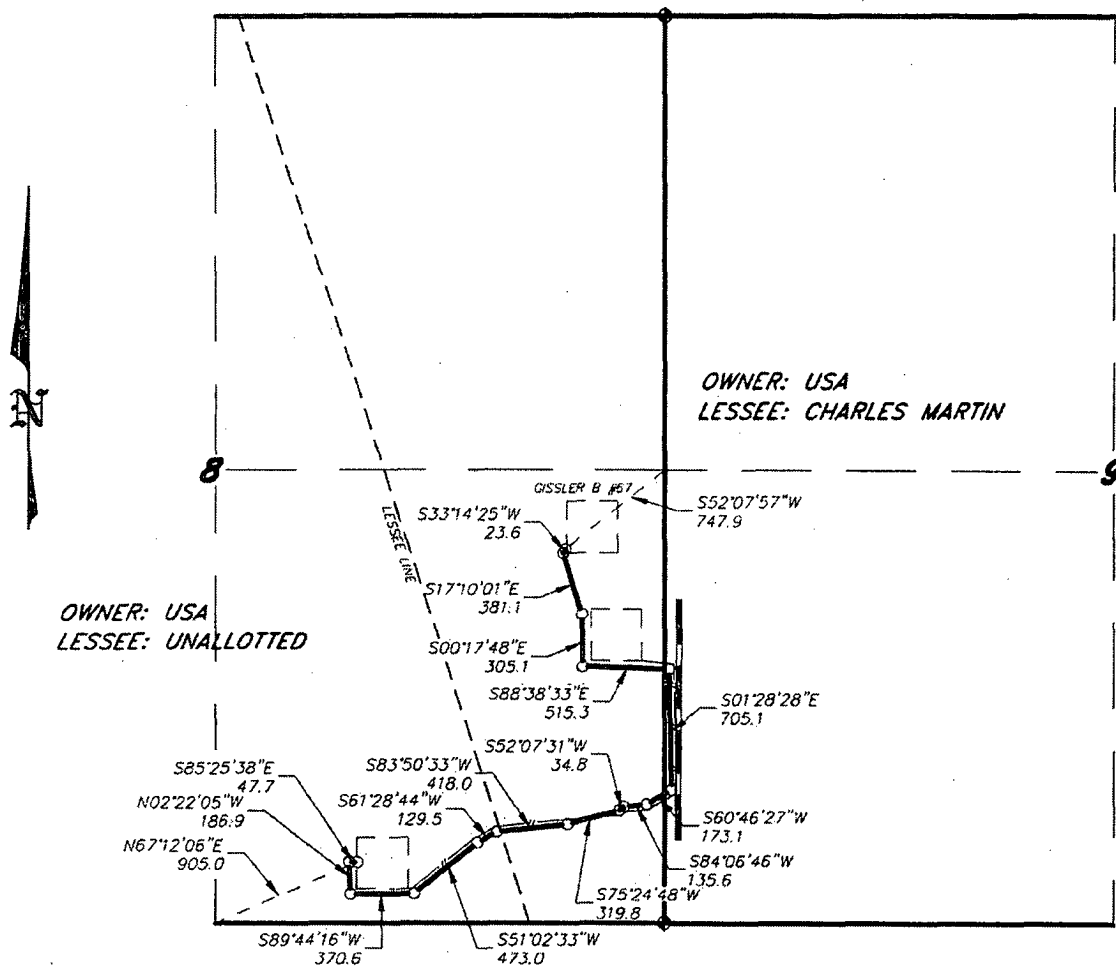 N
OWNER: USA
LESSEE: CHARLES MARTIN
8
9
GISSLER B #67
S33°14'25"W
23.6
S52°07'57"W
747.9
LESSEE LINE
S17°10'01"E
381.1
OWNER: USA
LESSEE: UNALLOTTED
S00°17'48"E
305.1
S88°38'33"E
515.3
S01°28'28"E
705.1
S52°07'31"W
34.8
S83°50'33"W
418.0
S85°25'38"E
47.7
S61°28'44"W
129.5
N02°22'05"W
186.9
S60°46'27"W
173.1
N67°12'06"E
905.0
S84°06'46"W
135.6
S75°24'48"W
319.8
S89°44'16"W
370.6
S51°02'33"W
473.0